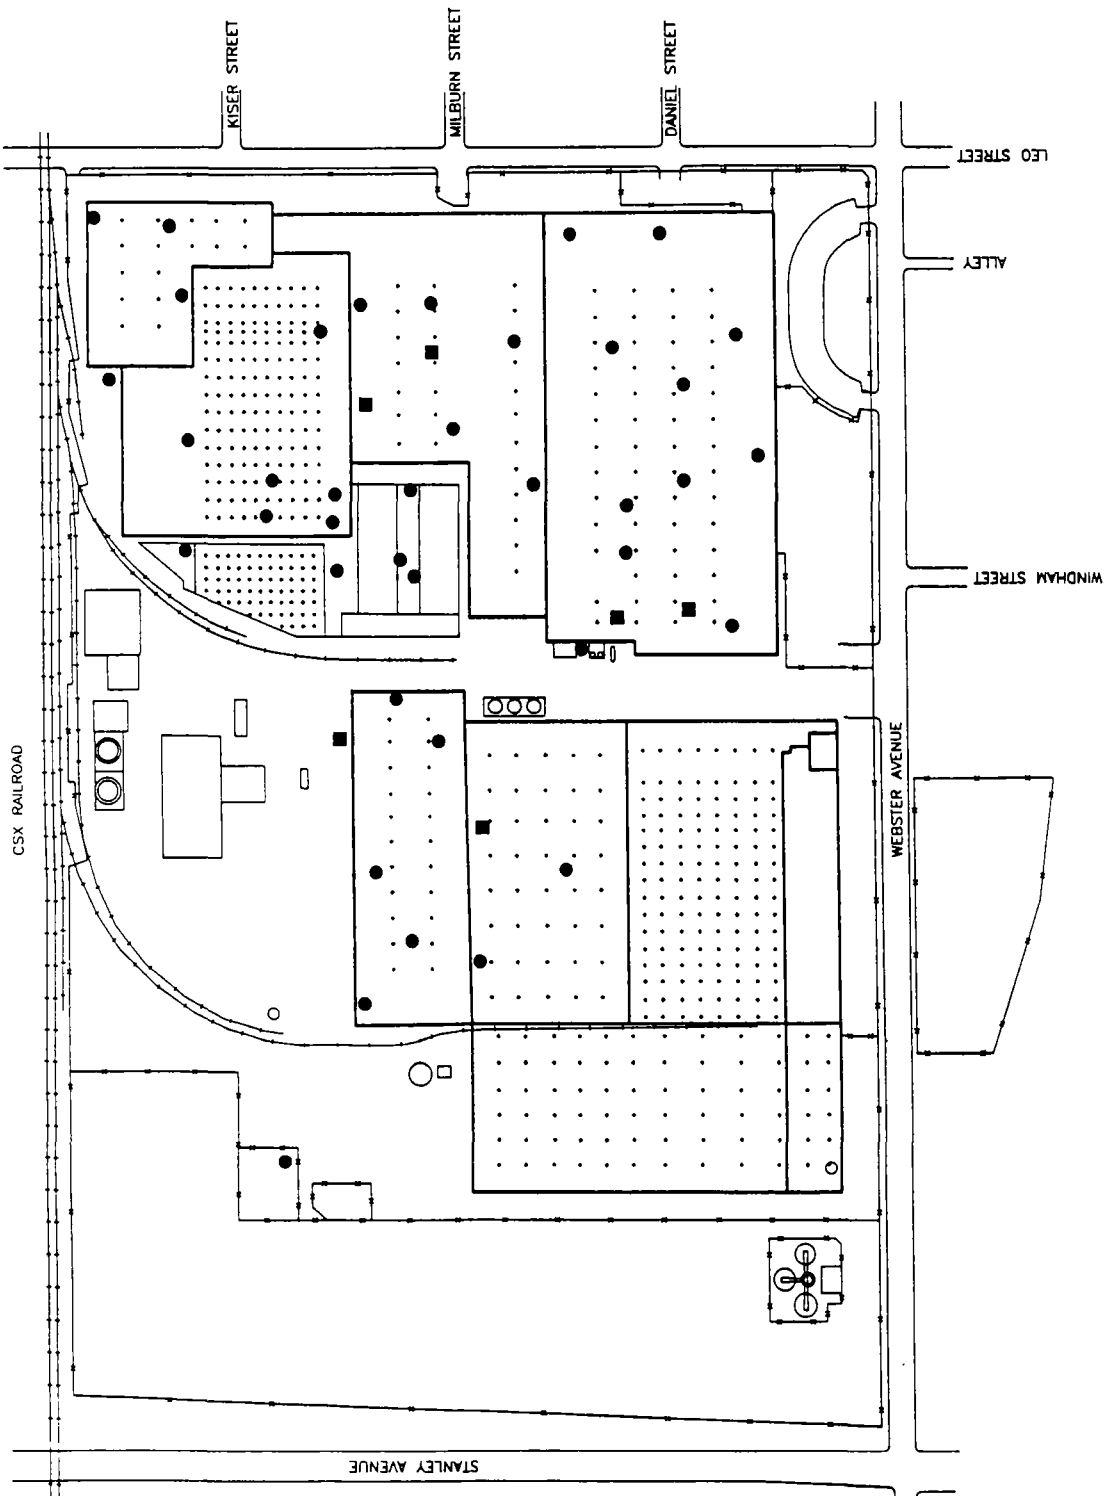 KISER STREET
MILBURN STREET
DANIEL STREET
LEO STREET
ALLEY
WINDHAM STREET
CSX RAILROAD
WEBSTER AVENUE
STANLEY AVENUE